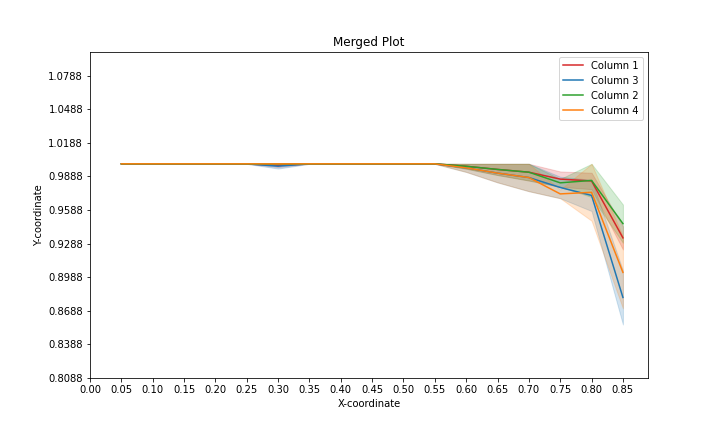 Merged Plot
Column 1
Column 3
Column 2
Column 4
1.0788
1.0488
1.0188
0.9888
0.9588
0.9288
0.8988
0.8688
0.8388
0.8088
Y-coordinate
0.00 0.05 0.10 0.15 0.20 0.25 0.30 0.35 0.40 0.45 0.50 0.55 0.60 0.65 0.70 0.75 0.80 0.85
X-coordinate